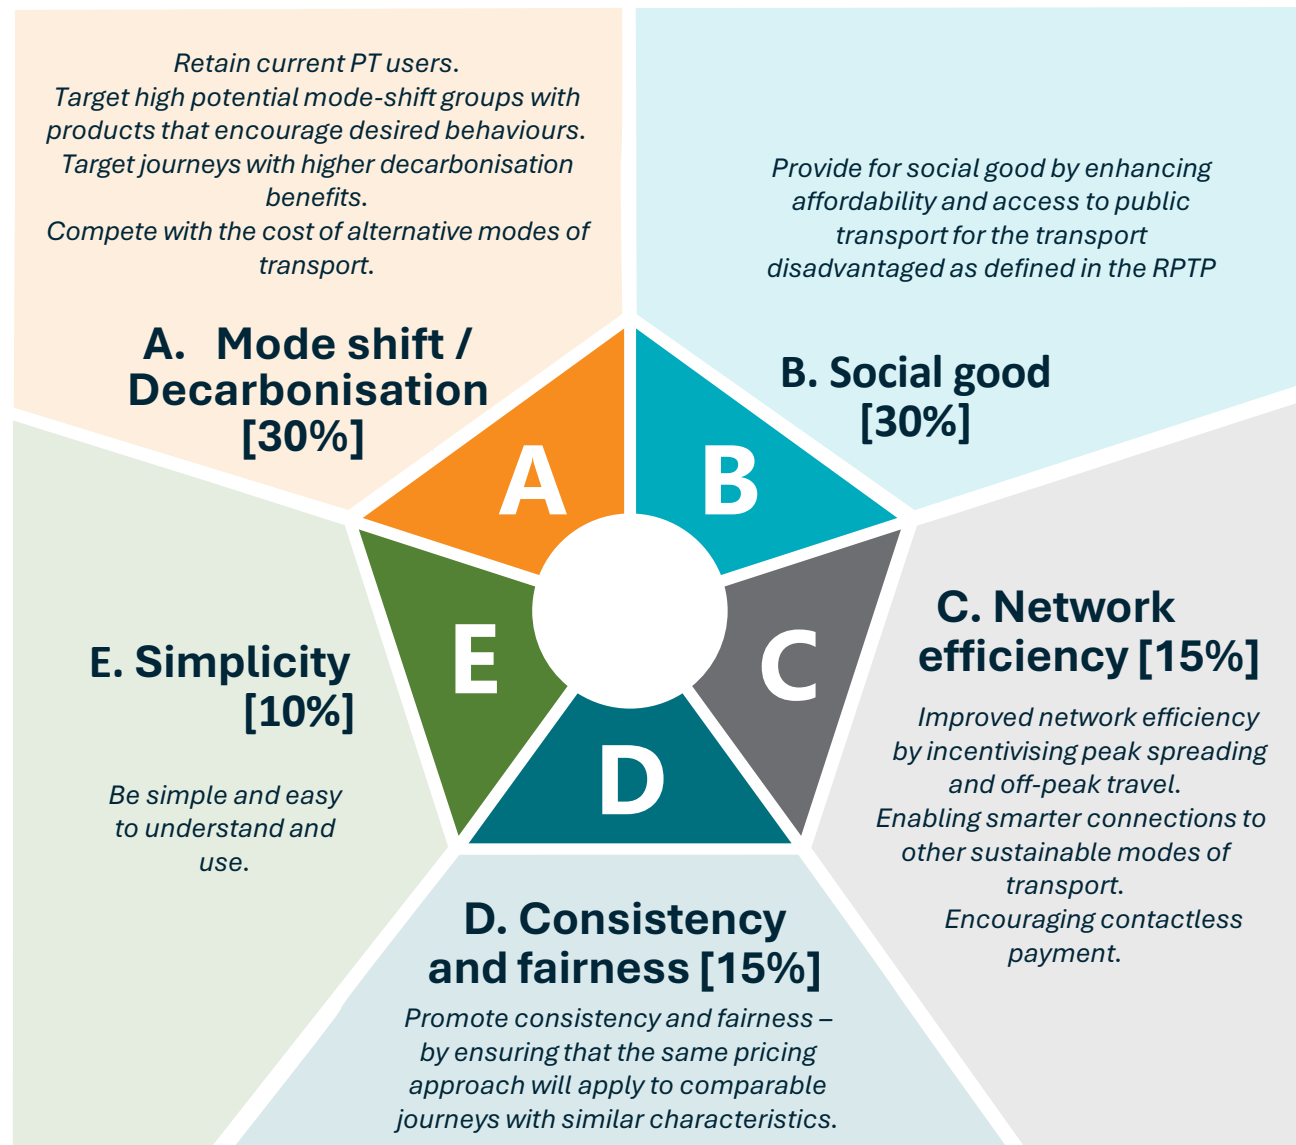 Retain current PT users.
Target high potential mode-shift groups with
products that encourage desired behaviours.
Target journeys with higher decarbonisation
benefits.
Compete with the cost of alternative modes of
transport.
A. Mode shift /
Decarbonisation
[30%]
Provide for social good by enhancing
affordability and access to public
transport for the transport
disadvantaged as defined in the RPTP
B. Social good
[30%]
A
B
C
D
E
C. Network
efficiency [15%]
Improved network efficiency
by incentivising peak spreading
and off-peak travel.
Enabling smarter connections to
other sustainable modes of
transport.
Encouraging contactless
payment.
D. Consistency
and fairness [15%]
Promote consistency and fairness –
by ensuring that the same pricing
approach will apply to comparable
journeys with similar characteristics.
E. Simplicity
[10%]
Be simple and easy
to understand and
use.